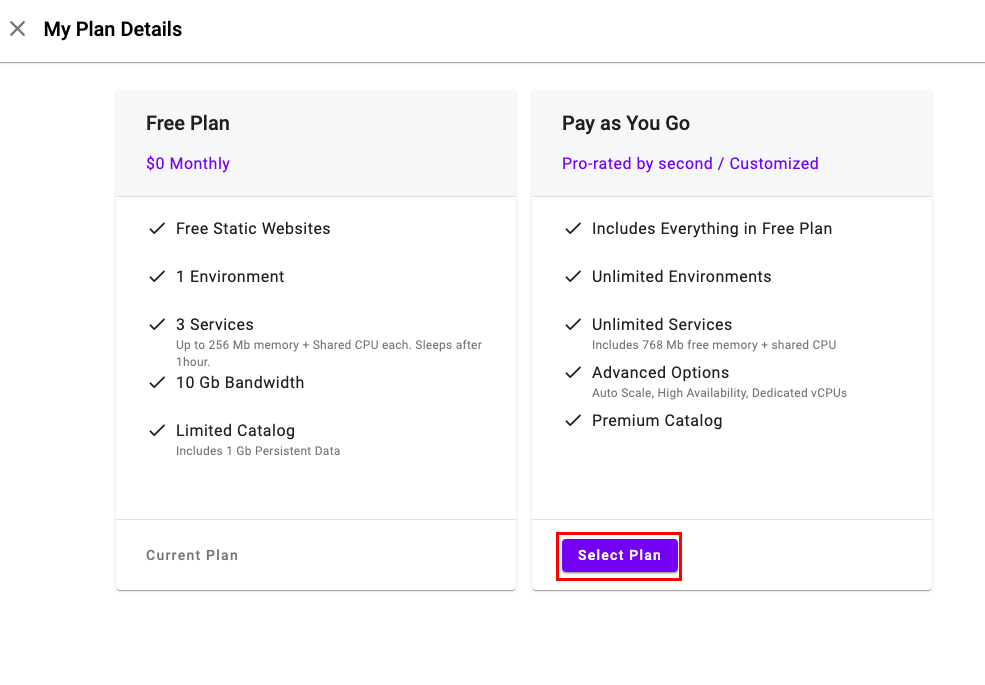 My Plan Details
Free Plan
$0 Monthly
Free Static Websites
1 Environment
3 Services
Up to 256 Mb memory + Shared CPU each. Sleeps after
1hour.
10 Gb Bandwidth
Limited Catalog
Includes 1 Gb Persistent Data
Current Plan
Pay as You Go
Pro-rated by second / Customized
Includes Everything in Free Plan
Unlimited Environments
Unlimited Services
Includes 768 Mb free memory + shared CPU
Advanced Options
Auto Scale, High Availability, Dedicated vCPUs
Premium Catalog
Select Plan